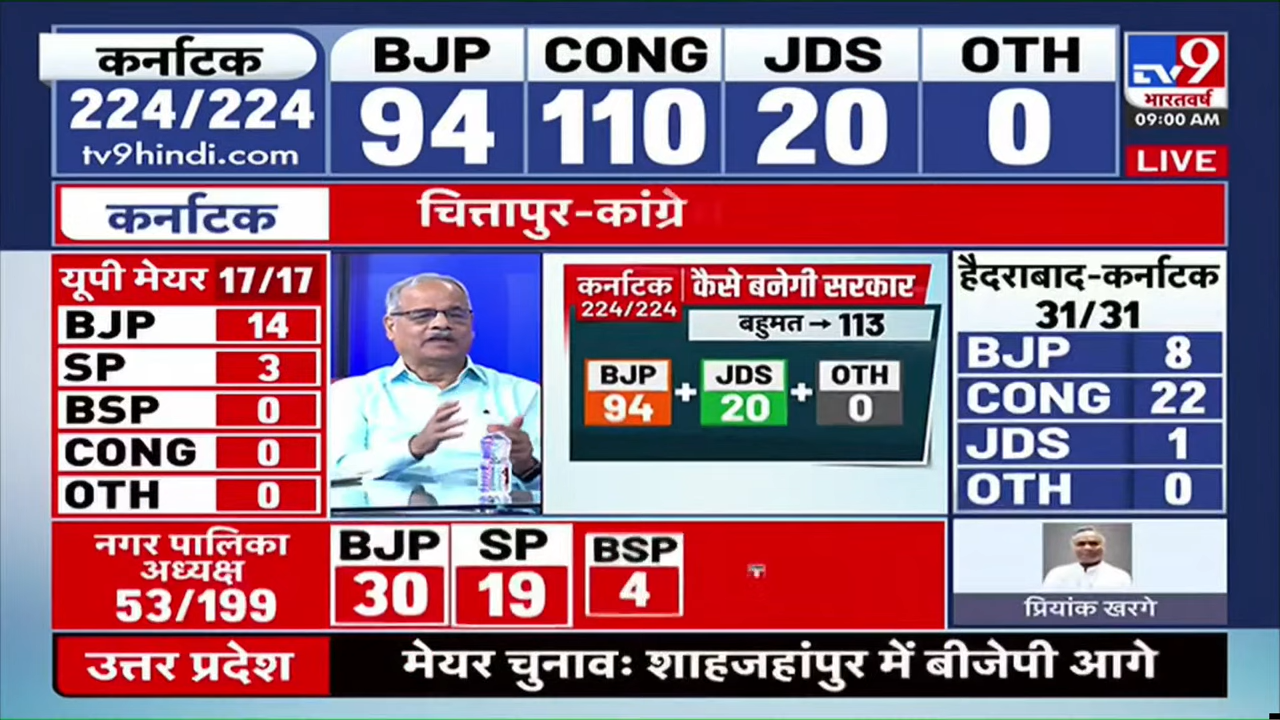 कर्नाटक
224/224
tv9hindi.com
BJP
94
CONG
110
JDS
20
OTH
0
TV9
भारतवर्ष
09:00 AM
LIVE
कर्नाटक
चित्तापुर-कांग्रे
यूपी मेयर 17/17
BJP 14
SP 3
BSP 0
CONG 0
OTH 0
कर्नाटक
224/224
कैसे बनेगी सरकार
बहुमत → 113
BJP + JDS + OTH
94 20 0
हैदराबाद-कर्नाटक
31/31
BJP 8
CONG 22
JDS 1
OTH 0
नगर पालिका
अध्यक्ष
53/199
BJP
30
SP
19
BSP
4
प्रियांक खरगे
उत्तर प्रदेश
मेयर चुनावः शाहजहांपुर में बीजेपी आगे